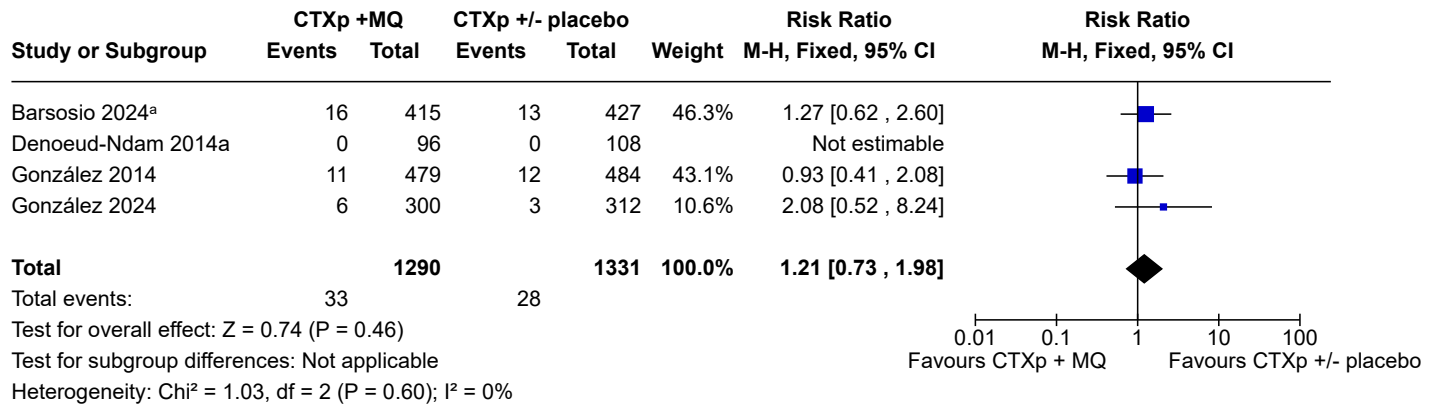 CTXp +MQ CTXp +/- placebo Risk Ratio Risk Ratio
Study or Subgroup Events Total Events Total Weight M-H, Fixed, 95% CI M-H, Fixed, 95% CI
Barsosio 2024ᵃ 16 415 13 427 46.3% 1.27 [0.62 , 2.60]
Denoeud-Ndam 2014a 0 96 0 108 Not estimable
González 2014 11 479 12 484 43.1% 0.93 [0.41 , 2.08]
González 2024 6 300 3 312 10.6% 2.08 [0.52 , 8.24]
Total 1290 1331 100.0% 1.21 [0.73 , 1.98]
Total events: 33 28
Test for overall effect: Z = 0.74 (P = 0.46)
Test for subgroup differences: Not applicable
Heterogeneity: Chi² = 1.03, df = 2 (P = 0.60); I² = 0%
0.01 0.1 1 10 100
Favours CTXp + MQ Favours CTXp +/- placebo